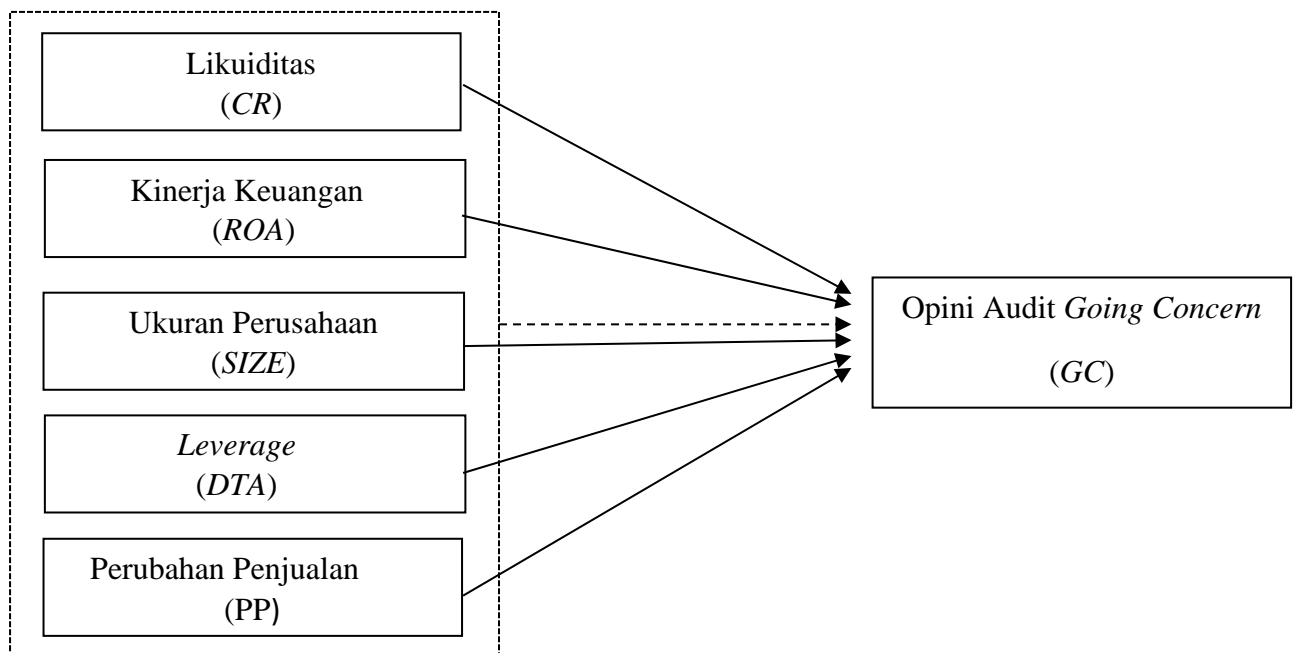 Likuiditas
(CR)
Kinerja Keuangan
(ROA)
Ukuran Perusahaan
(SIZE)
Leverage
(DTA)
Perubahan Penjualan
(PP)
Opini Audit Going Concern
(GC)